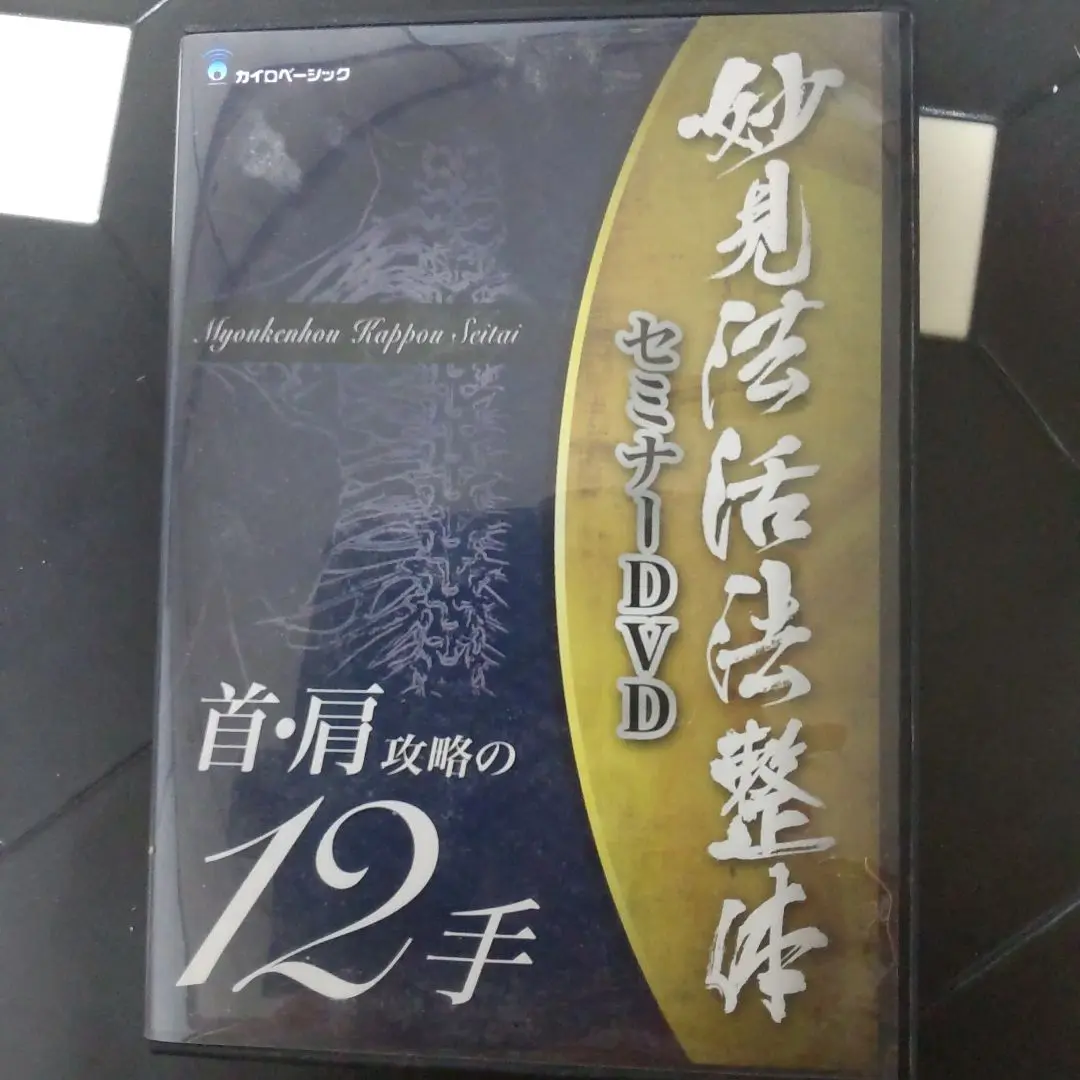 カイロベーシック
妙見法活法整体
セミナーDVD
Myoukenhou Kappou Seitai
首・肩攻略の
12手